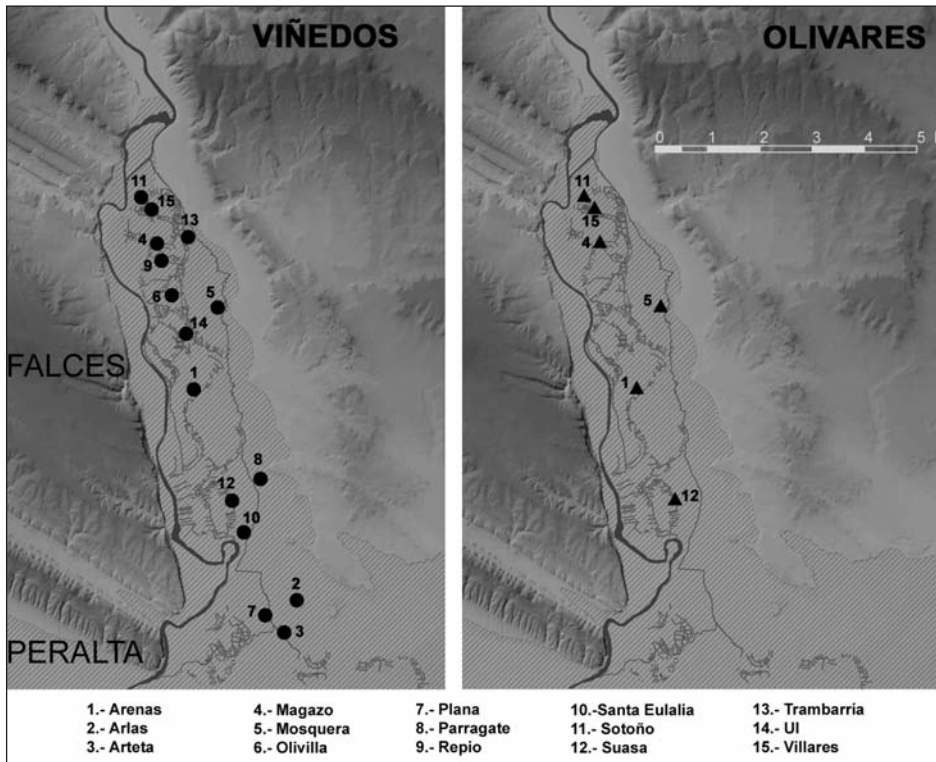 VIÑEDOS
OLIVARES
0 1 2 3 4 5
11
15
13
4
9
6
5
14
1
8
12
10
2
7
3
FALCES
PERALTA
11
15
4
5
1
12
1.- Arenas 4.- Magazo 7.- Plana 10.-Santa Eulalia 13.- Trambarría
2.- Arlas 5.- Mosquera 8.- Parragate 11.- Sotoño 14.- Ul
3.- Arteta 6.- Olivilla 9.- Repio 12.- Suasa 15.- Villares